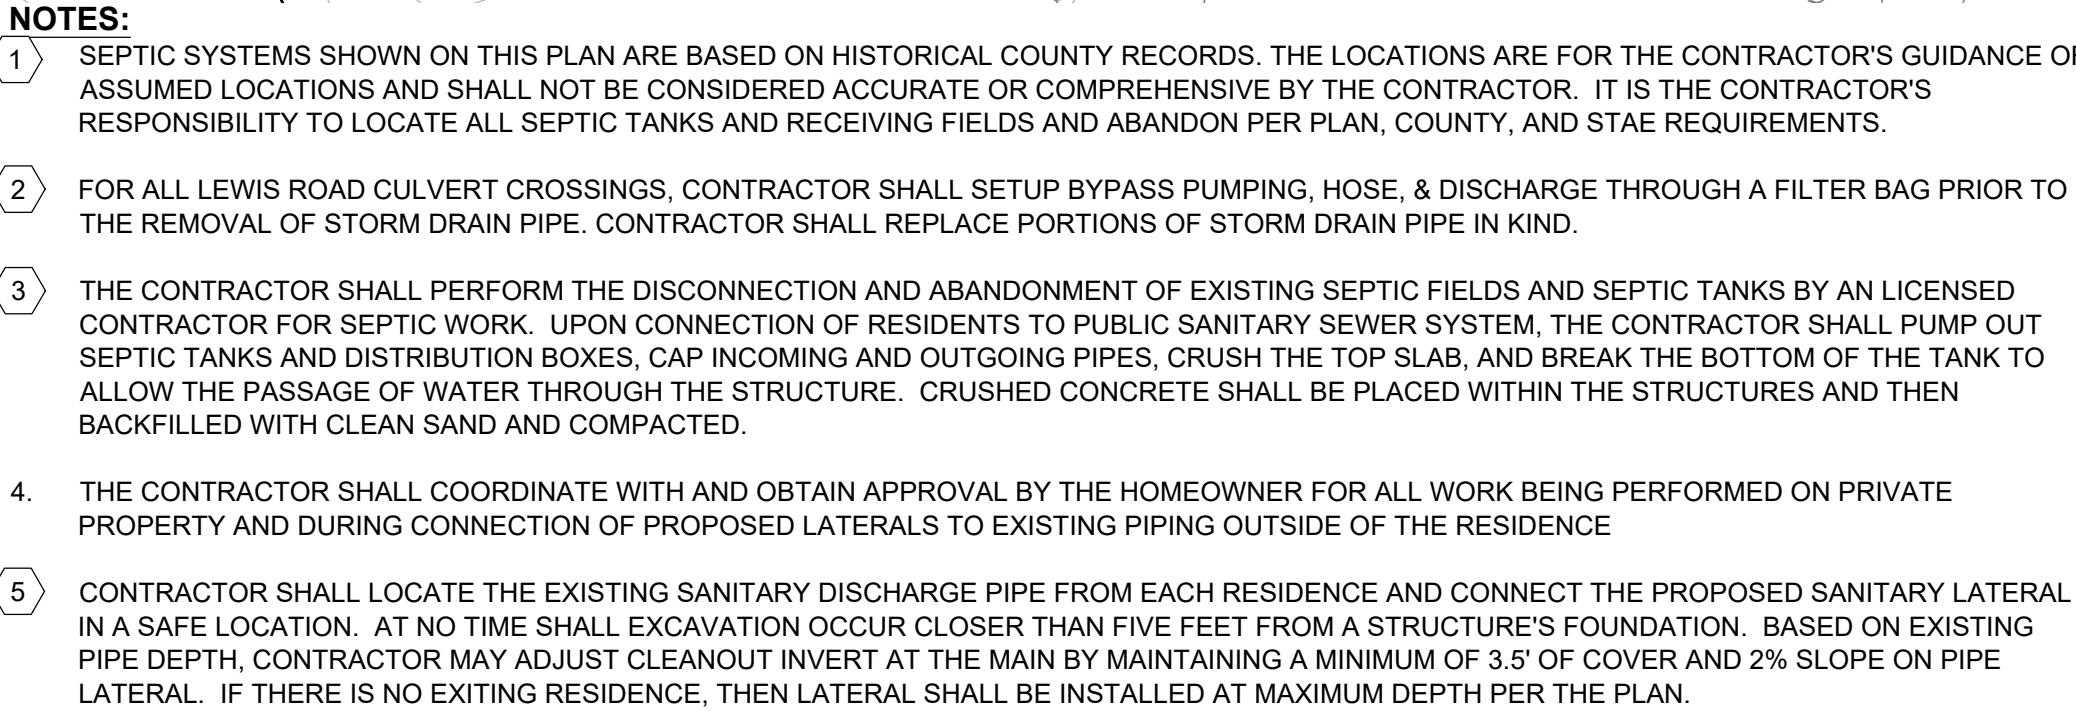 NOTES:
1 SEPTIC SYSTEMS SHOWN ON THIS PLAN ARE BASED ON HISTORICAL COUNTY RECORDS. THE LOCATIONS ARE FOR THE CONTRACTOR'S GUIDANCE OF
ASSUMED LOCATIONS AND SHALL NOT BE CONSIDERED ACCURATE OR COMPREHENSIVE BY THE CONTRACTOR. IT IS THE CONTRACTOR'S
RESPONSIBILITY TO LOCATE ALL SEPTIC TANKS AND RECEIVING FIELDS AND ABANDON PER PLAN, COUNTY, AND STAE REQUIREMENTS.
2 FOR ALL LEWIS ROAD CULVERT CROSSINGS, CONTRACTOR SHALL SETUP BYPASS PUMPING, HOSE, & DISCHARGE THROUGH A FILTER BAG PRIOR TO
THE REMOVAL OF STORM DRAIN PIPE. CONTRACTOR SHALL REPLACE PORTIONS OF STORM DRAIN PIPE IN KIND.
3 THE CONTRACTOR SHALL PERFORM THE DISCONNECTION AND ABANDONMENT OF EXISTING SEPTIC FIELDS AND SEPTIC TANKS BY AN LICENSED
CONTRACTOR FOR SEPTIC WORK. UPON CONNECTION OF RESIDENTS TO PUBLIC SANITARY SEWER SYSTEM, THE CONTRACTOR SHALL PUMP OUT
SEPTIC TANKS AND DISTRIBUTION BOXES, CAP INCOMING AND OUTGOING PIPES, CRUSH THE TOP SLAB, AND BREAK THE BOTTOM OF THE TANK TO
ALLOW THE PASSAGE OF WATER THROUGH THE STRUCTURE. CRUSHED CONCRETE SHALL BE PLACED WITHIN THE STRUCTURES AND THEN
BACKFILLED WITH CLEAN SAND AND COMPACTED.
4. THE CONTRACTOR SHALL COORDINATE WITH AND OBTAIN APPROVAL BY THE HOMEOWNER FOR ALL WORK BEING PERFORMED ON PRIVATE
PROPERTY AND DURING CONNECTION OF PROPOSED LATERALS TO EXISTING PIPING OUTSIDE OF THE RESIDENCE
5 CONTRACTOR SHALL LOCATE THE EXISTING SANITARY DISCHARGE PIPE FROM EACH RESIDENCE AND CONNECT THE PROPOSED SANITARY LATERAL
IN A SAFE LOCATION. AT NO TIME SHALL EXCAVATION OCCUR CLOSER THAN FIVE FEET FROM A STRUCTURE'S FOUNDATION. BASED ON EXISTING
PIPE DEPTH, CONTRACTOR MAY ADJUST CLEANOUT INVERT AT THE MAIN BY MAINTAINING A MINIMUM OF 3.5' OF COVER AND 2% SLOPE ON PIPE
LATERAL. IF THERE IS NO EXITING RESIDENCE, THEN LATERAL SHALL BE INSTALLED AT MAXIMUM DEPTH PER THE PLAN.